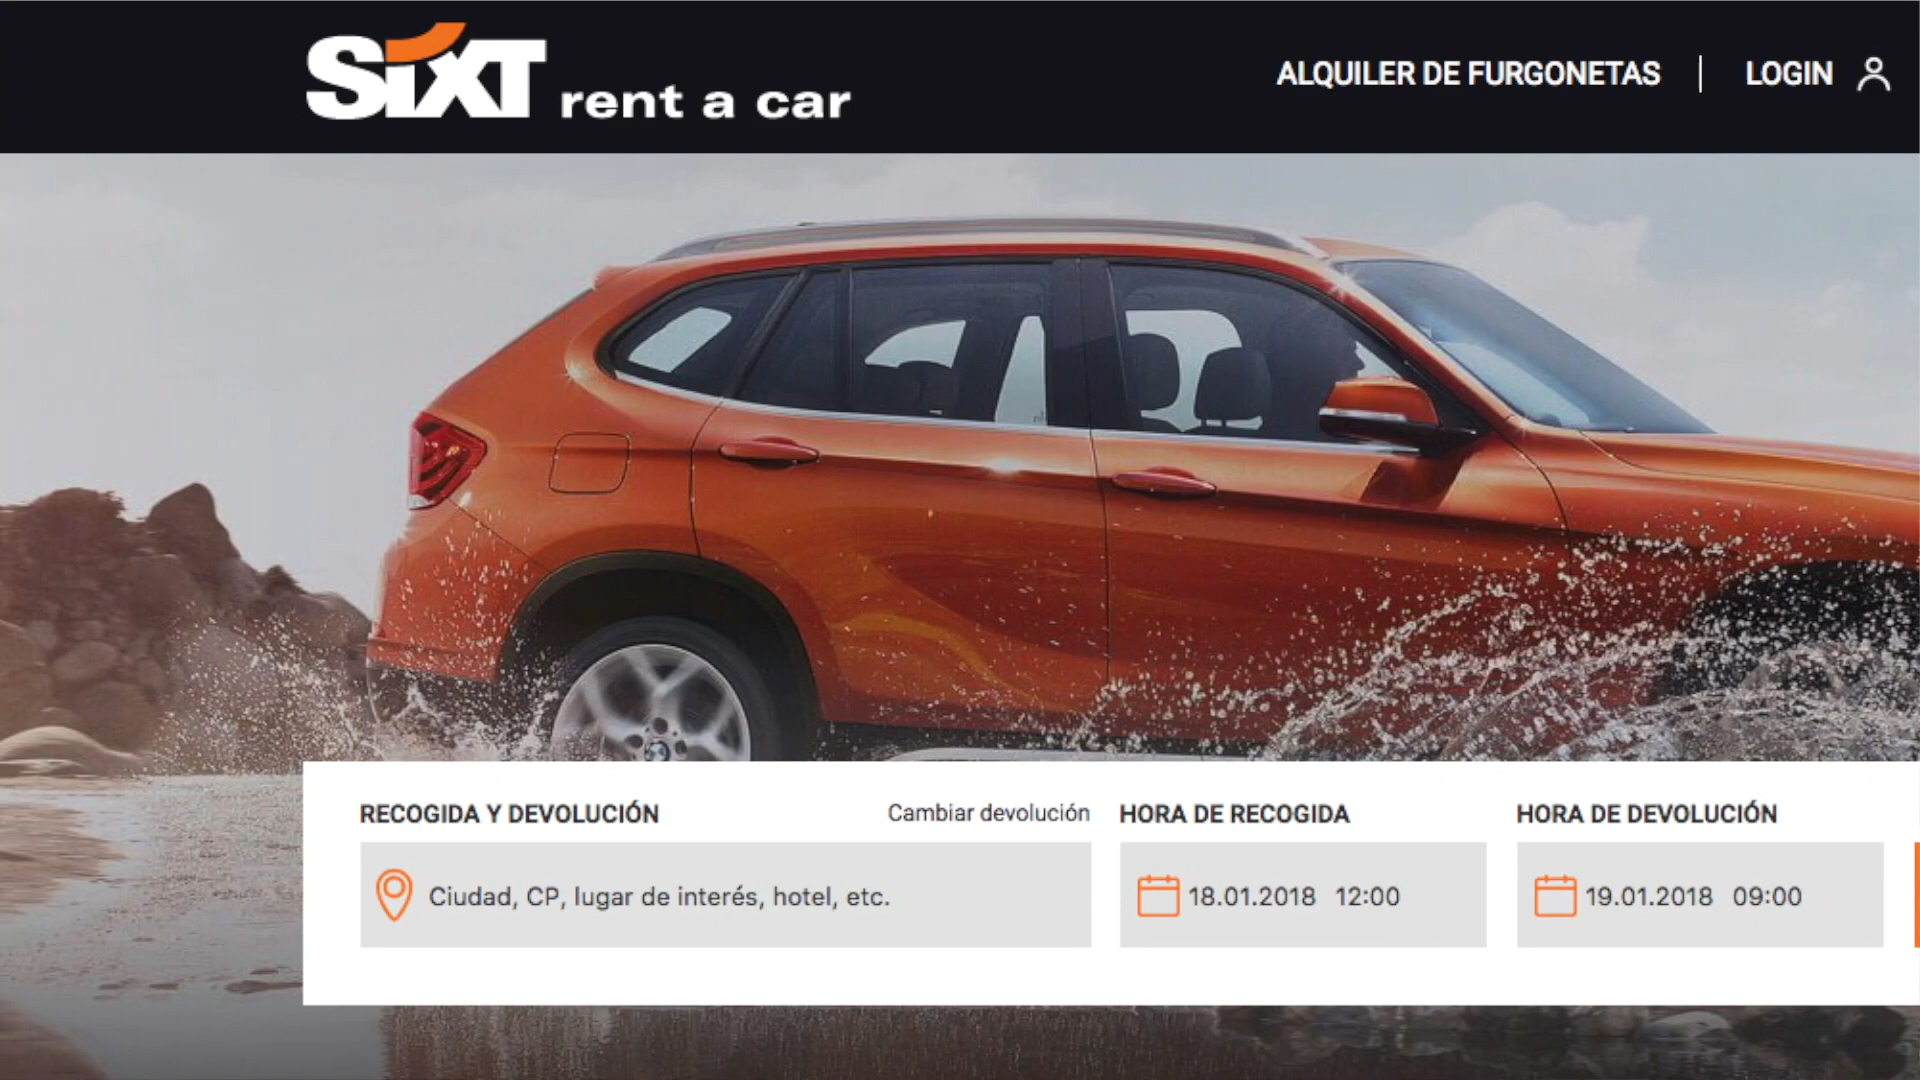 SIXT rent a car
ALQUILER DE FURGONETAS | LOGIN
RECOGIDA Y DEVOLUCIÓN
Cambiar devolución
HORA DE RECOGIDA
HORA DE DEVOLUCIÓN
Ciudad, CP, lugar de interés, hotel, etc.
18.01.2018 12:00
19.01.2018 09:00